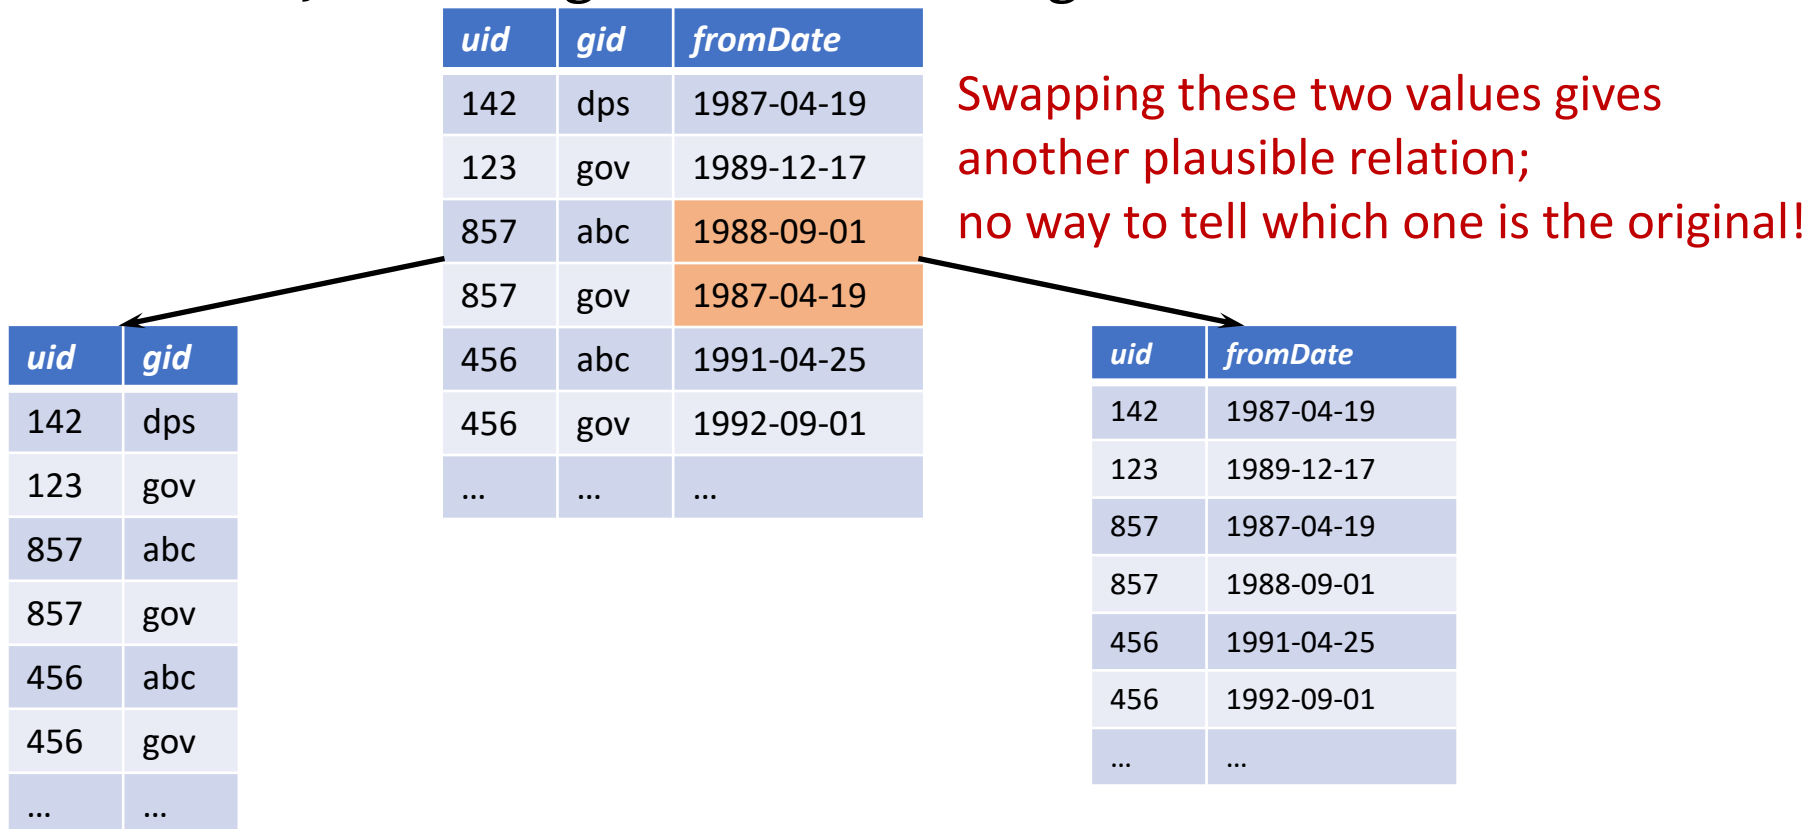 uid gid fromDate
142 dps 1987-04-19
123 gov 1989-12-17
857 abc 1988-09-01
857 gov 1987-04-19
456 abc 1991-04-25
456 gov 1992-09-01
... ... ...
Swapping these two values gives
another plausible relation;
no way to tell which one is the original!
uid gid
142 dps
123 gov
857 abc
857 gov
456 abc
456 gov
... ...
uid fromDate
142 1987-04-19
123 1989-12-17
857 1987-04-19
857 1988-09-01
456 1991-04-25
456 1992-09-01
... ...